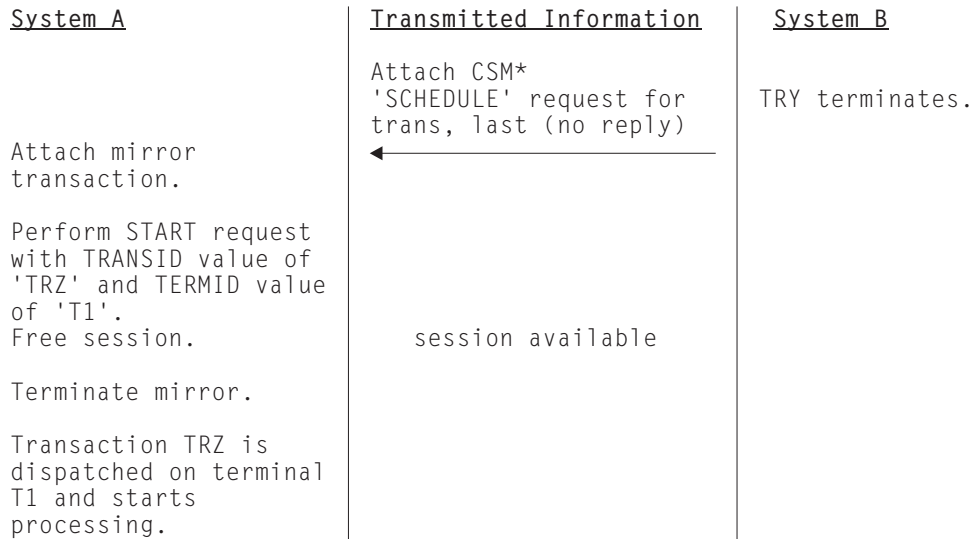 System A
Transmitted Information
System B
Attach CSM*
'SCHEDULE' request for
trans, last (no reply)
TRY terminates.
Attach mirror
transaction.
Perform START request
with TRANSID value of
'TRZ' and TERMID value
of 'T1'.
Free session.
session available
Terminate mirror.
Transaction TRZ is
dispatched on terminal
T1 and starts
processing.